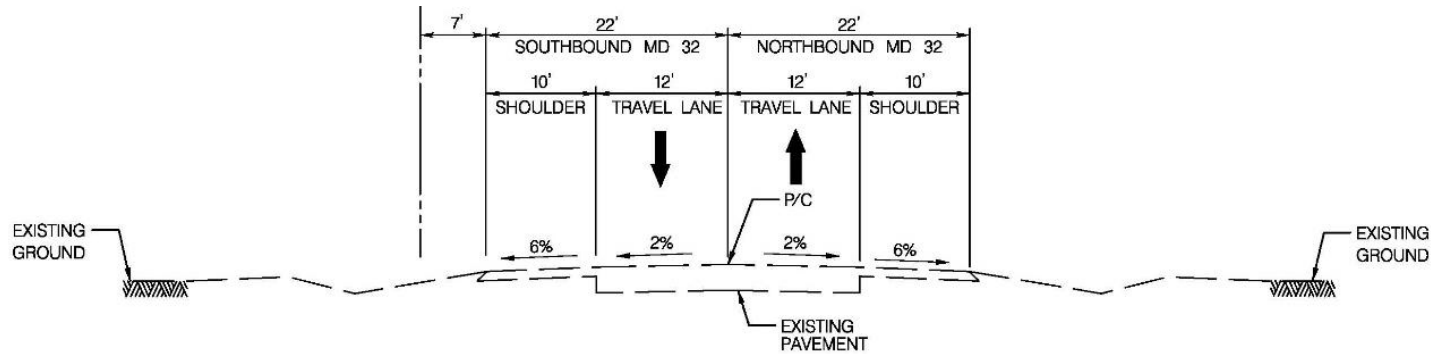 7' 22' 22'
SOUTHBOUND MD 32 NORTHBOUND MD 32
10' 12' 12' 10'
SHOULDER TRAVEL LANE TRAVEL LANE SHOULDER
P/C
EXISTING
GROUND
6% 2% 2% 6%
EXISTING
GROUND
EXISTING
PAVEMENT